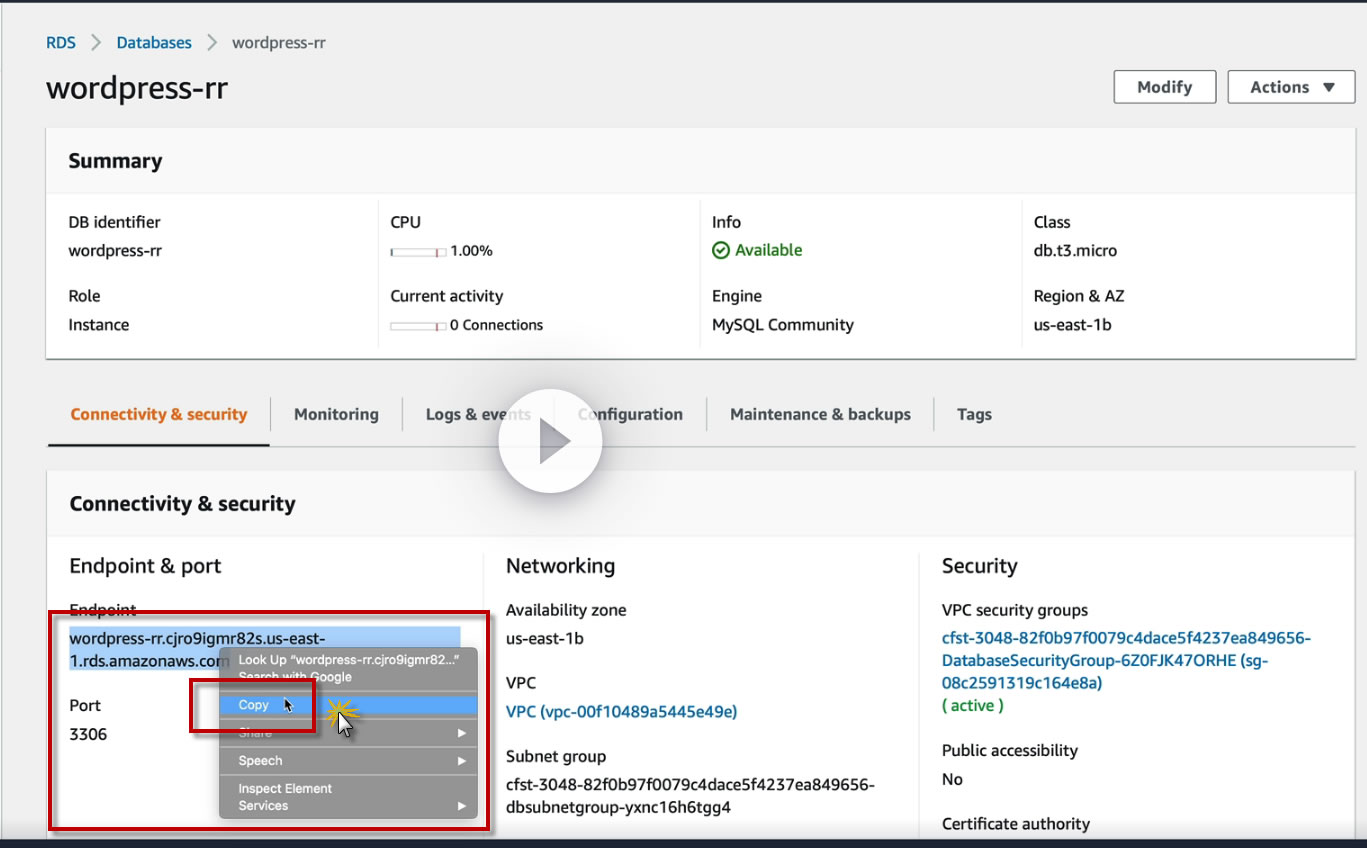 RDS > Databases > wordpress-rr
wordpress-rr
Modify
Actions ▼
Summary
DB identifier
wordpress-rr
CPU
1.00%
Info
Available
Class
db.t3.micro
Role
Instance
Current activity
0 Connections
Engine
MySQL Community
Region & AZ
us-east-1b
Connectivity & security
Monitoring
Logs & events
Configuration
Maintenance & backups
Tags
Connectivity & security
Endpoint & port
Endpoint
wordpress-rr.cjro9igmr82s.us-east-
1.rds.amazonaws.com
Port
3306
Look Up "wordpress-rr.cjro9igmr82..."
Search with Google
Copy
Share
Speech
Inspect Element
Services
Networking
Availability zone
us-east-1b
VPC
VPC (vpc-00f10489a5445e49e)
Subnet group
cfst-3048-82f0b97f0079c4dace5f4237ea849656-
dbsubnetgroup-yxnc16h6tgg4
Security
VPC security groups
cfst-3048-82f0b97f0079c4dace5f4237ea849656-
DatabaseSecurityGroup-6Z0FJK47ORHE (sg-
08c2591319c164e8a)
( active )
Public accessibility
No
Certificate authority